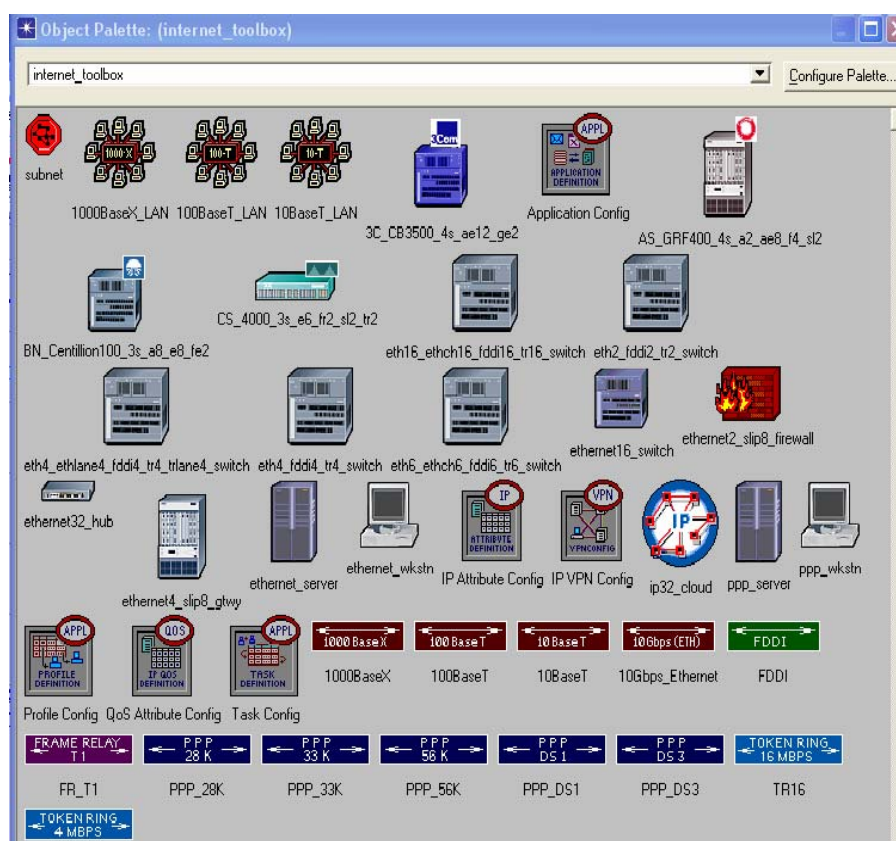 Object Palette: (internet_toolbox)
internet_toolbox
Configure Palette...
subnet
1000-X
1000BaseX_LAN
100-T
100BaseT_LAN
10-T
10BaseT_LAN
3Com
3C_CB3500_4s_ae12_ge2
APPL
APPLICATION
DEFINITION
Application Config
AS_GRF400_4s_a2_ae8_f4_sl2
BN_Centillion100_3s_a8_e8_fe2
CS_4000_3s_e6_fr2_sl2_tr2
eth16_ethch16_fddi16_tr16_switch
eth2_fddi2_tr2_switch
eth4_ethlane4_fddi4_tr4_trlane4_switch
eth4_fddi4_tr4_switch
eth6_ethch6_fddi6_tr6_switch
ethernet16_switch
ethernet2_slip8_firewall
ethernet32_hub
ethernet4_slip8_gtwy
ethernet_server
ethernet_wkstn
IP
ATTRIBUTE
DEFINITION
IP Attribute Config
VPN
VPNCONFIG
IP VPN Config
IP
ip32_cloud
ppp_server
ppp_wkstn
APPL
PROFILE
DEFINITION
Profile Config
QOS
IP QOS
DEFINITION
QoS Attribute Config
APPL
TASK
DEFINITION
Task Config
1000BaseX
1000BaseX
100BaseT
100BaseT
10BaseT
10BaseT
10Gbps (ETH)
10Gbps_Ethernet
FDDI
FDDI
FRAME RELAY
T1
FR_T1
PPP
28 K
PPP_28K
PPP
33 K
PPP_33K
PPP
56 K
PPP_56K
PPP
DS 1
PPP_DS1
PPP
DS 3
PPP_DS3
TOKEN RING
16 MBPS
TR16
TOKEN RING
4 MBPS